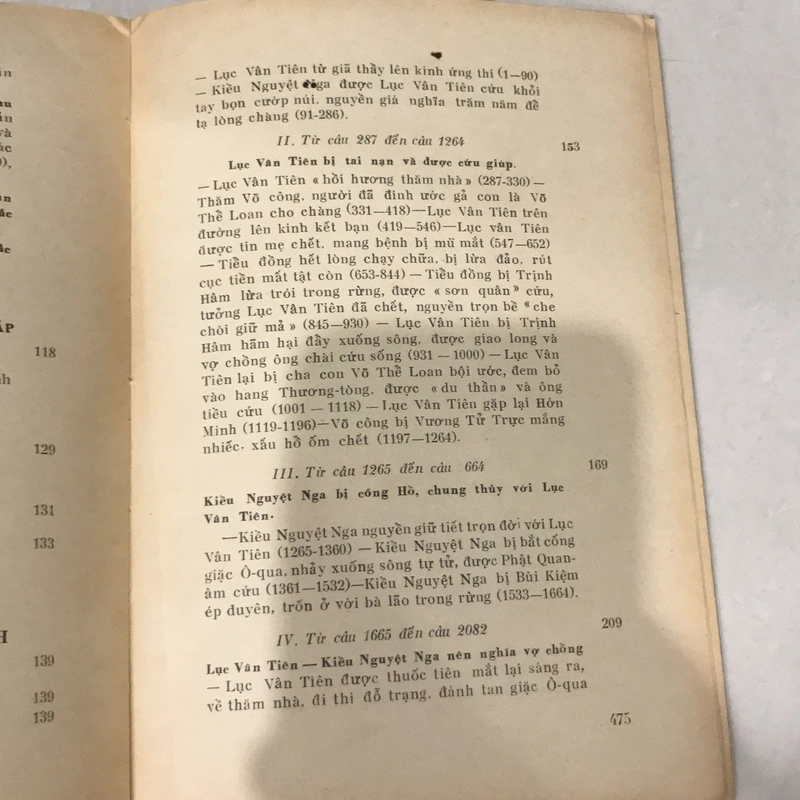 in
au
ẩn
và
ác
0),
an
ác
ác
ÁP
118
nh
129
131
133
H
139
139
139
— Lục Vân Tiên từ giã thầy lên kinh ứng thi (1—90)
— Kiều Nguyệt Nga được Lục Vân Tiên cứu khỏi
tay bọn cướp núi, nguyền giá nghĩa trăm năm để
tạ lòng chàng (91-286).
II. Từ câu 287 đến câu 1264
153
Lục Vân Tiên bị tai nạn và được cứu giúp.
—Lục Vân Tiên « hồi hương thăm nhà » (287-330) —
Thăm Võ công, người đã đinh ước gả con là Võ
Thể Loan cho chàng (331—418)—Lục Vân Tiên trên
đường lên kinh kết bạn (419—546)—Lục vân Tiên
được tin mẹ chết, mang bệnh bị mũ mắt (547—652)
— Tiểu đồng hết lòng chạy chữa, bị lừa đảo, rút
cục tiền mất tật còn (653-844) — Tiểu đồng bị Trịnh
Hâm lừa trói trong rừng, được « sơn quân » cứu,
tưởng Lục Vân Tiên đã chết, nguyền trọn bề “ che
chòi giữ mả » (845—930) — Lục Vân Tiên bị Trịnh
Hâm hãm hại đẩy xuống sông, được giao long và
vợ chồng ông chài cứu sống (931 — 1000) — Lục Vân
Tiên lại bị cha con Võ Thể Loan bội ước, đem bỏ
vào hang Thương-tòng, được «du thần» và ông
tiều cứu (1001 — 1118) —Lục Vân Tiên gặp lại Hớn
Minh (1119-1196)—Võ công bị Vương Tử Trực mắng
nhiếc, xấu hổ ốm chết (1197—1264).
III. Từ câu 1265 đến câu 664
169
Kiều Nguyệt Nga bị cống Hồ, chung thủy với Lục
Vân Tiên.
—Kiều Nguyệt Nga nguyền giữ tiết trọn đời với Lục
Vân Tiên (1265-1360) — Kiều Nguyệt Nga bị bắt cống
giặc Ô-qua, nhảy xuống sông tự tử, được Phật Quan-
âm cứu (1361—1532)—Kiều Nguyệt Nga bị Bùi Kiệm
ép duyên, trốn ở với bà lão trong rừng (1533—1664).
IV. Từ câu 1665 đến câu 2082
209
Lục Vân Tiên — Kiều Nguyệt Nga nên nghĩa vợ chồng
— Lục Vân Tiên được thuốc tiên mắt lại sáng ra,
về thăm nhà, đi thi đỗ trạng, đánh tan giặc Ô-qua
475